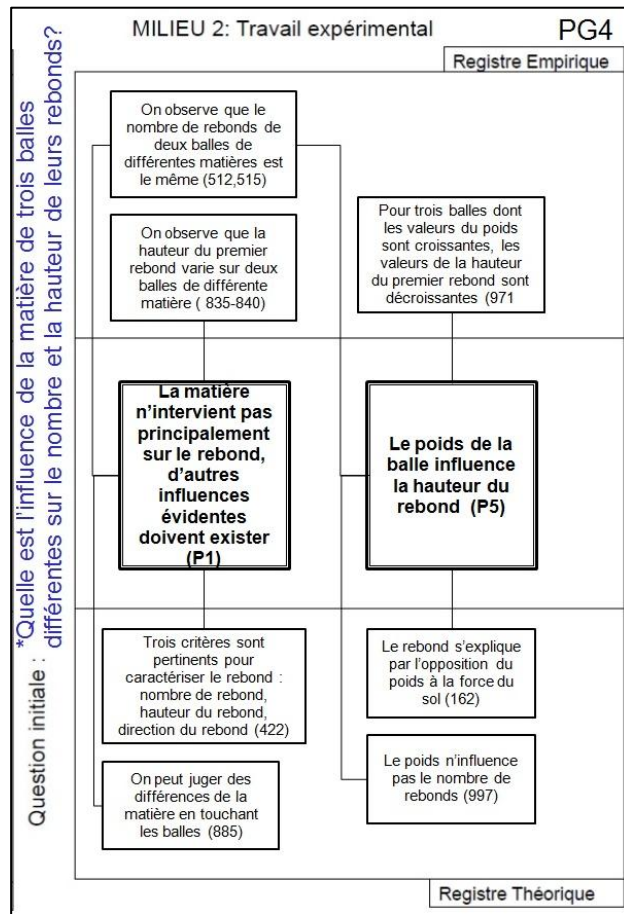 MILIEU 2: Travail expérimental
PG4
Registre Empirique
Question initiale : *Quelle est l'influence de la matière de trois balles
différentes sur le nombre et la hauteur de leurs rebonds?
On observe que le
nombre de rebonds de
deux balles de
différentes matières est
le même (512,515)
On observe que la
hauteur du premier
rebond varie sur deux
balles de différente
matière ( 835-840)
Pour trois balles dont
les valeurs du poids
sont croissantes, les
valeurs de la hauteur
du premier rebond sont
décroissantes (971
La matière
n'intervient pas
principalement
sur le rebond,
d'autres
influences
évidentes
doivent exister
(P1)
Le poids de la
balle influence
la hauteur du
rebond (P5)
Trois critères sont
pertinents pour
caractériser le rebond :
nombre de rebond,
hauteur du rebond,
direction du rebond (422)
On peut juger des
différences de la
matière en touchant
les balles (885)
Le rebond s'explique
par l'opposition du
poids à la force du
sol (162)
Le poids n'influence
pas le nombre de
rebonds (997)
Registre Théorique